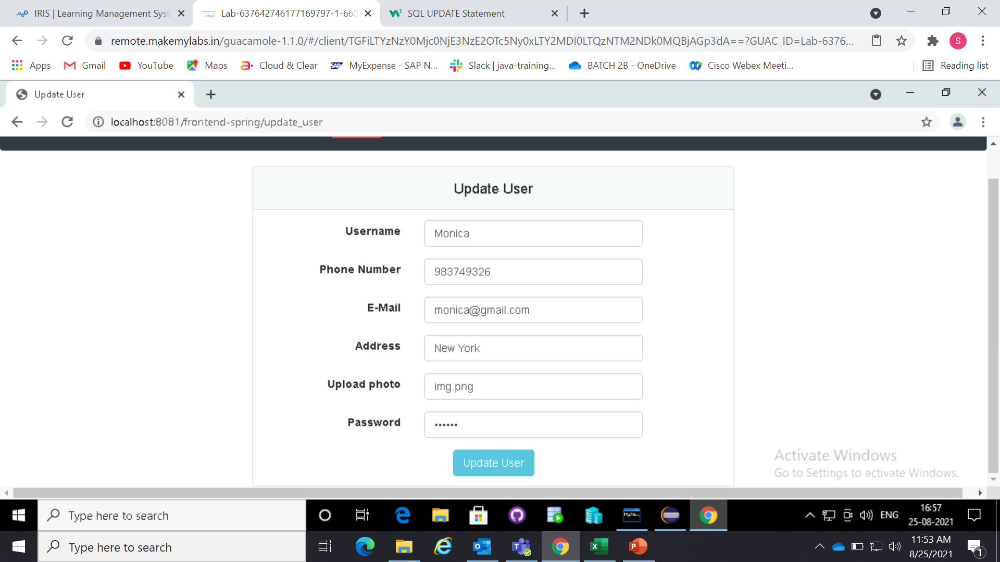 IRIS | Learning Management Syst
Lab-637642746177169797-1-660
SQL UPDATE Statement
remote.makemylabs.in/guacamole-1.1.0/#/client/TGFiLTYzNzY0Mjc0NjE3NzE2OTc5Ny0xLTY2MDI0LTQzNTM2NDk0MQBjAGp3dA==?GUAC_ID=Lab-6376...
S
Apps
Gmail
YouTube
Maps
Cloud & Clear
SAP
MyExpense - SAP N...
Slack | java-training...
BATCH 2B - OneDrive
Cisco Webex Meeti...
Reading list
Update User
localhost:8081/frontend-spring/update_user
Update User
Username
Monica
Phone Number
983749326
E-Mail
monica@gmail.com
Address
New York
Upload photo
img.png
Password
Update User
Activate Windows
Go to Settings to activate Windows.
Type here to search
ENG
16:57
25-08-2021
Type here to search
11:53 AM
8/25/2021
1